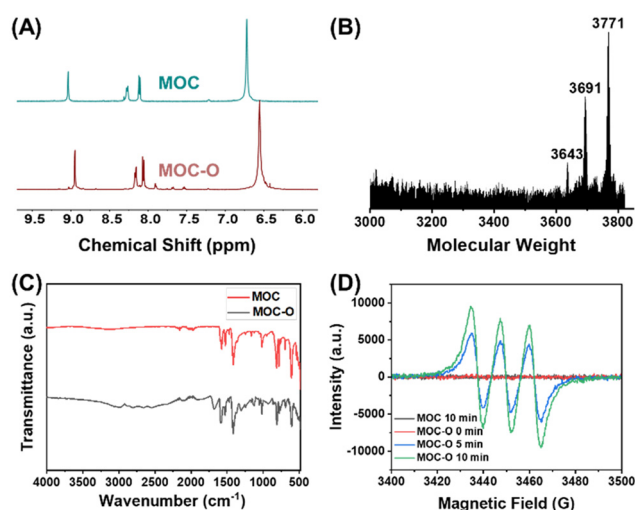 (A)
MOC
MOC-O
9.5 9.0 8.5 8.0 7.5 7.0 6.5 6.0
Chemical Shift (ppm)
(B)
3771
3691
3643
3000 3200 3400 3600 3800
Molecular Weight
(C)
MOC
MOC-O
Transmittance (a.u.)
4000 3500 3000 2500 2000 1500 1000 500
Wavenumber (cm-1)
(D)
10000
5000
0
-5000
-10000
Intensity (a.u.)
MOC 10 min
MOC-O 0 min
MOC-O 5 min
MOC-O 10 min
3400 3420 3440 3460 3480 3500
Magnetic Field (G)